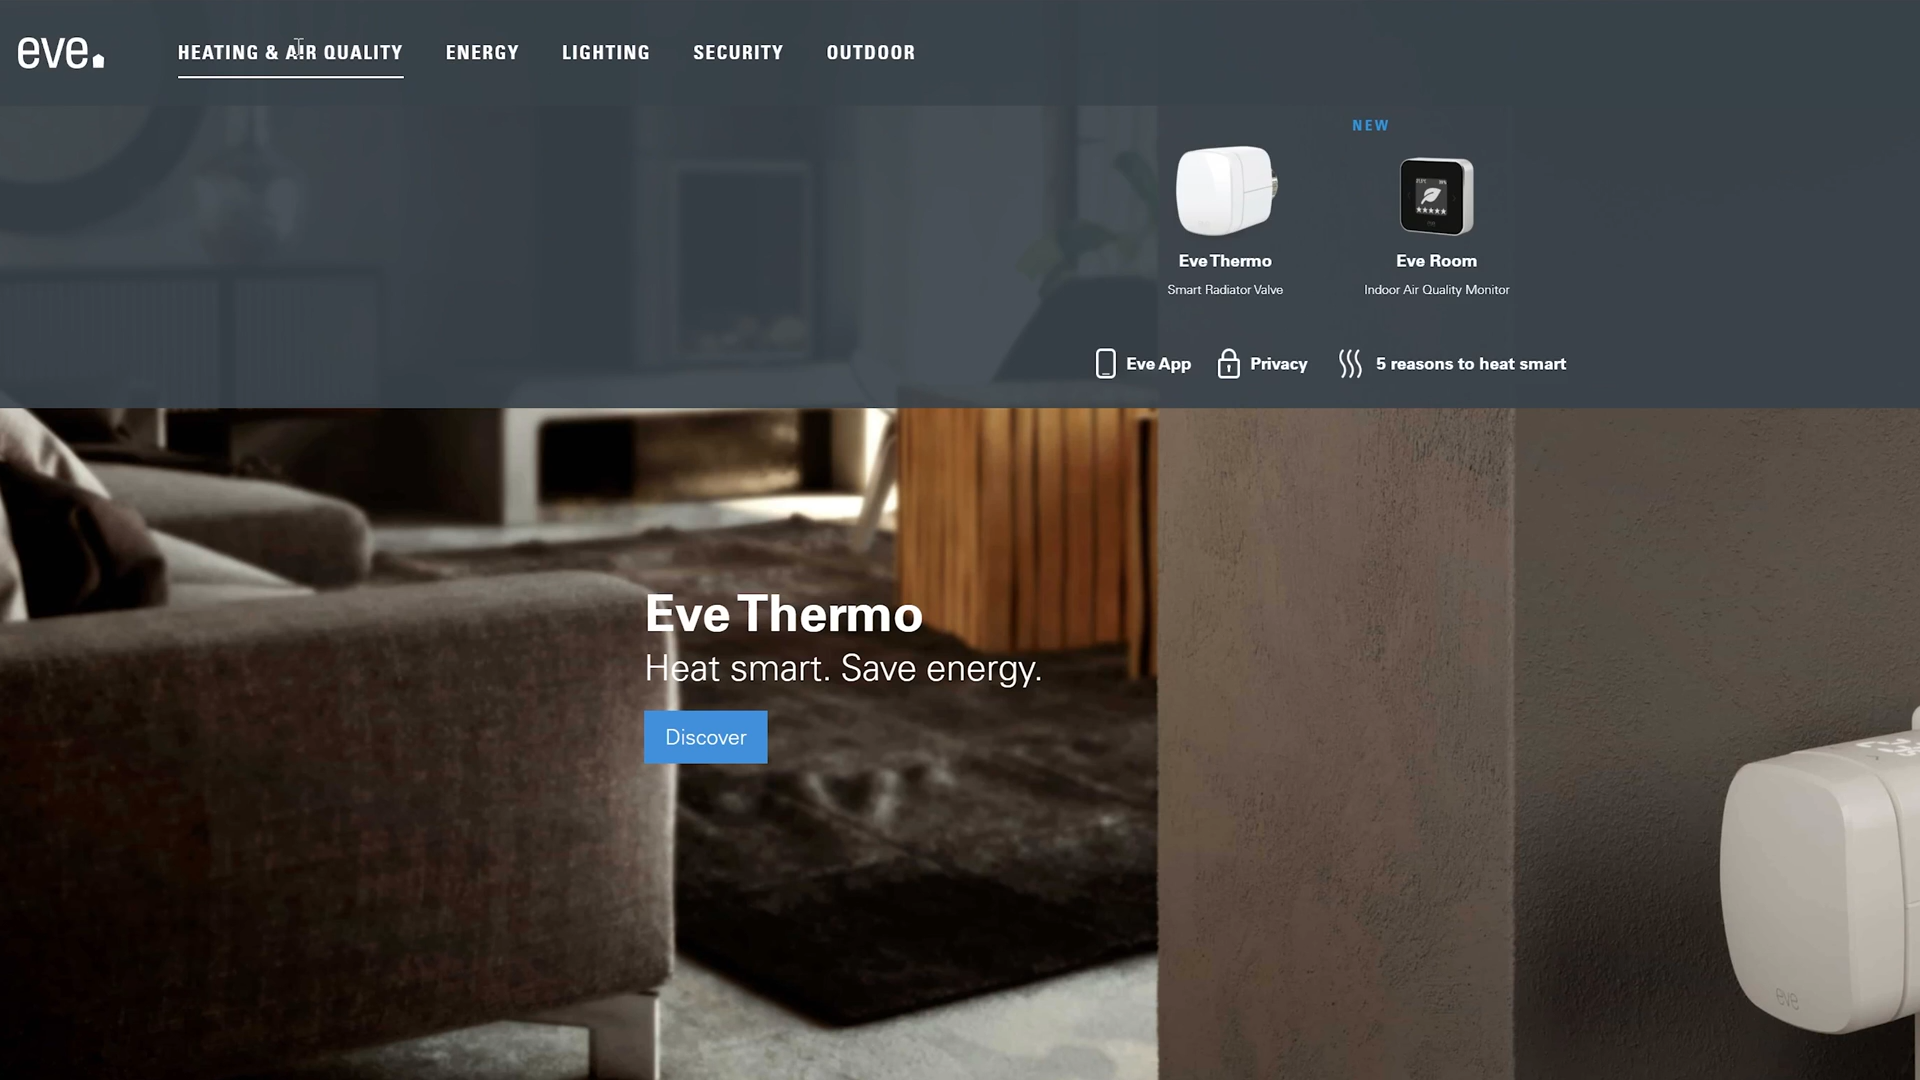 eve
HEATING & AIR QUALITY ENERGY LIGHTING SECURITY OUTDOOR
NEW
Eve Thermo
Smart Radiator Valve
Eve Room
Indoor Air Quality Monitor
Eve App Privacy 5 reasons to heat smart
Eve Thermo
Heat smart. Save energy.
Discover
eve